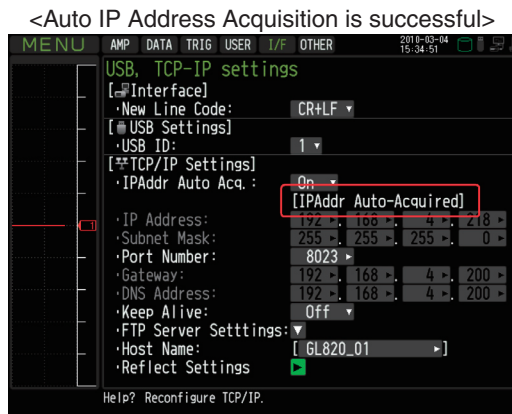 <Auto IP Address Acquisition is successful>
MENU AMP DATA TRIG USER I/F OTHER 2010-03-04 15:34:51
USB, TCP-IP settings
[Interface]
・New Line Code: CR+LF
[USB Settings]
・USB ID: 1
[TCP/IP Settings]
・IPAddr Auto Acq.: On
[IPAddr Auto-Acquired]
・IP Address: 192. 168. 4. 218
・Subnet Mask: 255. 255. 255. 0
・Port Number: 8023
・Gateway: 192. 168. 4. 200
・DNS Address: 192. 168. 4. 200
・Keep Alive: Off
・FTP Server Setttings:
・Host Name: [ GL820_01 ]
・Reflect Settings
1
Help? Reconfigure TCP/IP.